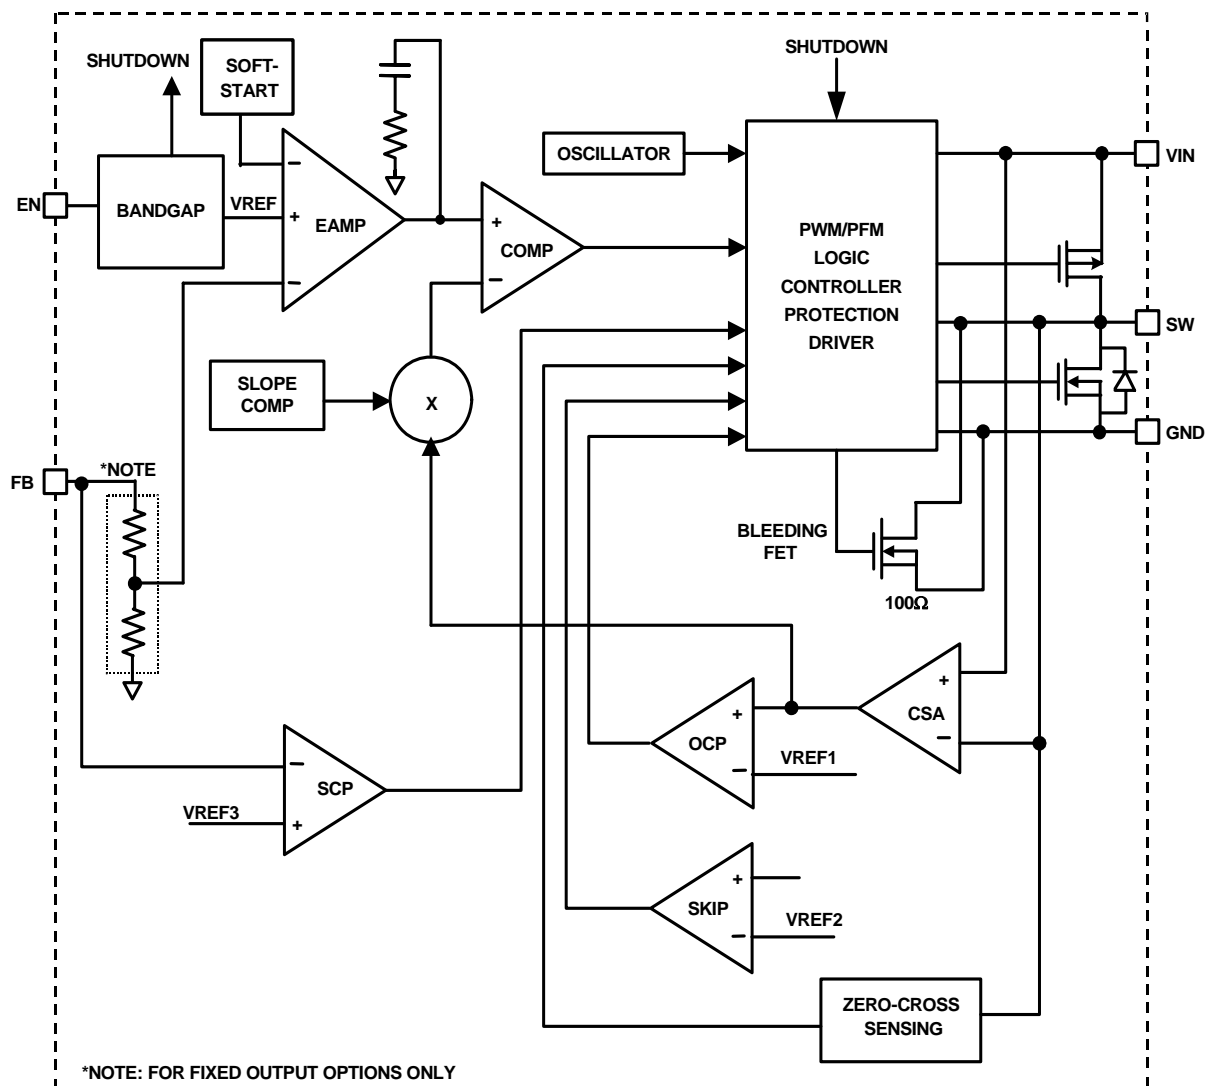 SHUTDOWN
SOFT-
START
SHUTDOWN
OSCILLATOR
VIN
EN
BANDGAP
VREF
−
+
−
EAMP
+
−
COMP
PWM/PFM
LOGIC
CONTROLLER
PROTECTION
DRIVER
SW
SLOPE
COMP
X
GND
FB
*NOTE
BLEEDING
FET
100Ω
+
−
CSA
+
−
OCP
VREF1
−
+
SCP
VREF3
+
−
SKIP
VREF2
ZERO-CROSS
SENSING
*NOTE: FOR FIXED OUTPUT OPTIONS ONLY